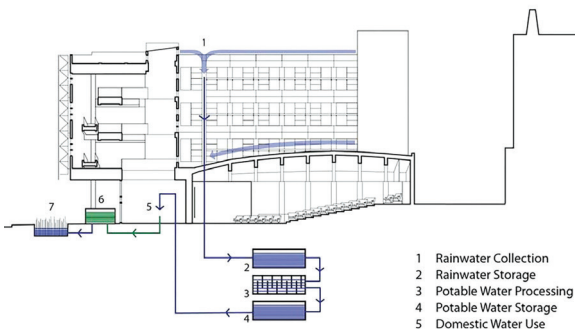 1
7
6
5
2
3
4
1 Rainwater Collection
2 Rainwater Storage
3 Potable Water Processing
4 Potable Water Storage
5 Domestic Water Use